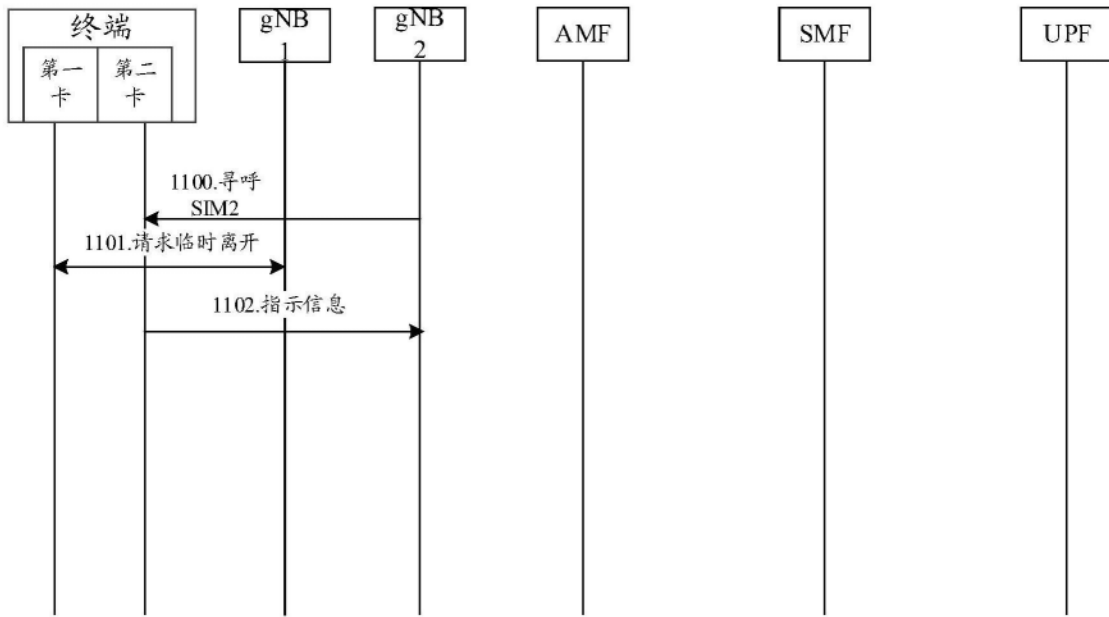 终端
第一
卡
第二
卡
gNB
1
gNB
2
AMF
SMF
UPF
1100.寻呼
SIM2
1101.请求临时离开
1102.指示信息